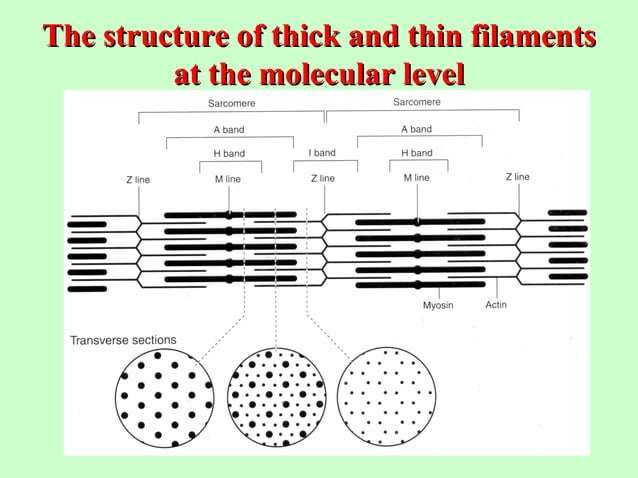 The structure of thick and thin filaments
at the molecular level
Sarcomere Sarcomere
A band A band
H band I band H band
Z line M line Z line M line Z line
Myosin Actin
Transverse sections